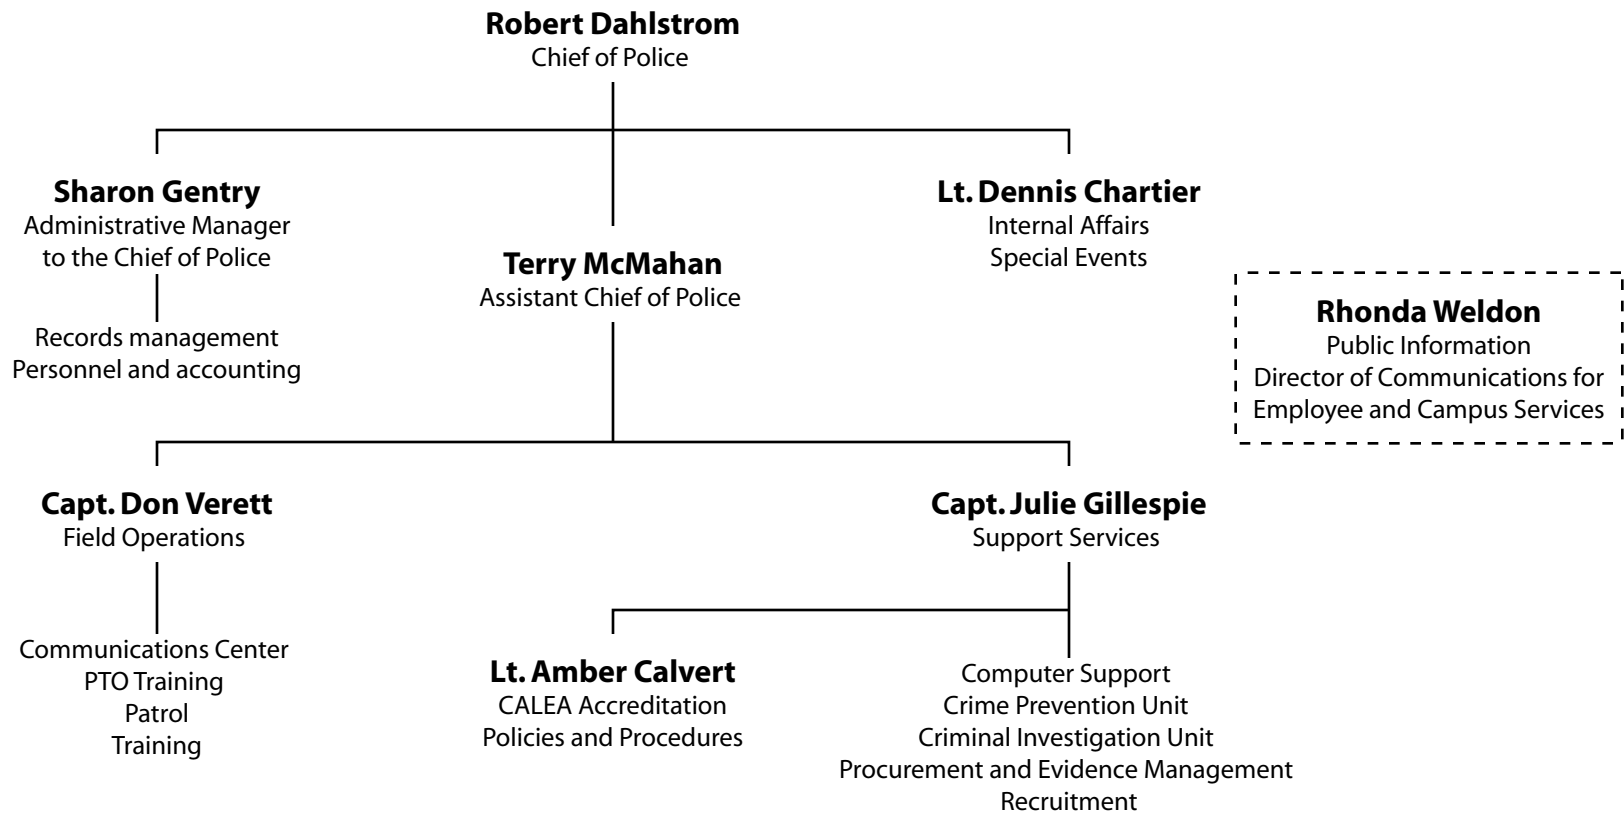 Robert Dahlstrom
Chief of Police
Sharon Gentry
Administrative Manager
to the Chief of Police
Records management
Personnel and accounting
Terry McMahan
Assistant Chief of Police
Lt. Dennis Chartier
Internal Affairs
Special Events
Rhonda Weldon
Public Information
Director of Communications for
Employee and Campus Services
Capt. Don Verett
Field Operations
Communications Center
PTO Training
Patrol
Training
Capt. Julie Gillespie
Support Services
Lt. Amber Calvert
CALEA Accreditation
Policies and Procedures
Computer Support
Crime Prevention Unit
Criminal Investigation Unit
Procurement and Evidence Management
Recruitment